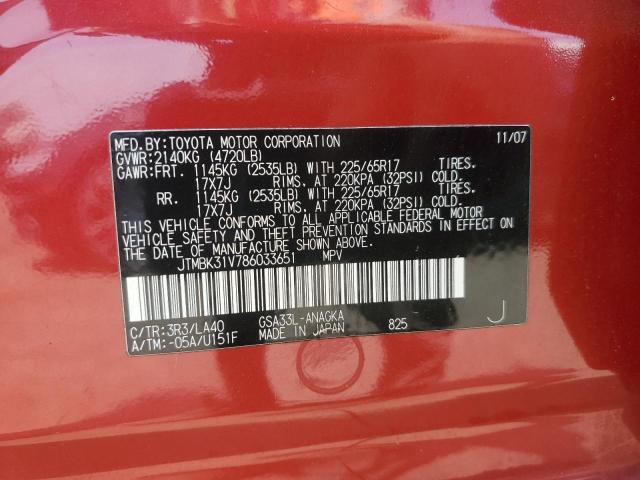 MFD.BY:TOYOTA MOTOR CORPORATION 11/07
GVWR:2140KG (4720LB)
GAWR:FRT. 1145KG (2535LB) WITH 225/65R17 TIRES.
17X7J RIMS. AT 220KPA (32PSI) COLD.
RR. 1145KG (2535LB) WITH 225/65R17 TIRES.
17X7J RIMS. AT 220KPA (32PSI) COLD.
THIS VEHICLE CONFORMS TO ALL APPLICABLE FEDERAL MOTOR
VEHICLE SAFETY AND THEFT PREVENTION STANDARDS IN EFFECT ON
THE DATE OF MANUFACTURE SHOWN ABOVE.
JTMBK31V786033651 MPV
C/TR:3R3/LA40 GSA33L-ANAGKA
A/TM:-05A/U151F MADE IN JAPAN 825 J